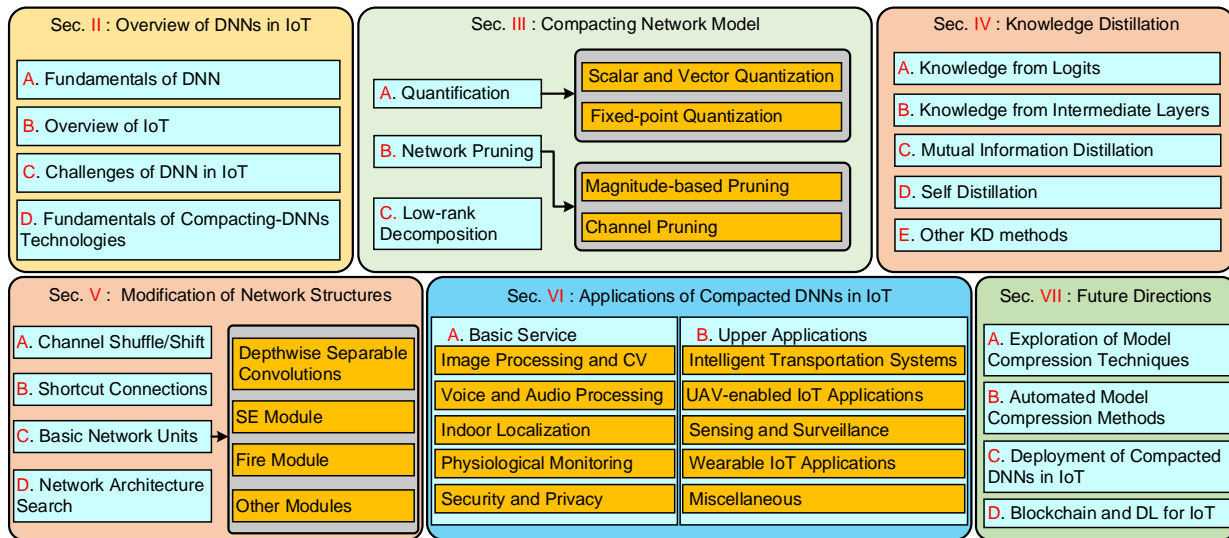 Sec. II : Overview of DNNs in IoT
A. Fundamentals of DNN
B. Overview of IoT
C. Challenges of DNN in IoT
D. Fundamentals of Compacting-DNNs
Technologies
Sec. III : Compacting Network Model
A. Quantification
Scalar and Vector Quantization
Fixed-point Quantization
B. Network Pruning
Magnitude-based Pruning
Channel Pruning
C. Low-rank
Decomposition
Sec. IV : Knowledge Distillation
A. Knowledge from Logits
B. Knowledge from Intermediate Layers
C. Mutual Information Distillation
D. Self Distillation
E. Other KD methods
Sec. V : Modification of Network Structures
A. Channel Shuffle/Shift
B. Shortcut Connections
C. Basic Network Units
D. Network Architecture
Search
Depthwise Separable
Convolutions
SE Module
Fire Module
Other Modules
Sec. VI : Applications of Compacted DNNs in IoT
A. Basic Service
Image Processing and CV
Voice and Audio Processing
Indoor Localization
Physiological Monitoring
Security and Privacy
B. Upper Applications
Intelligent Transportation Systems
UAV-enabled IoT Applications
Sensing and Surveillance
Wearable IoT Applications
Miscellaneous
Sec. VII : Future Directions
A. Exploration of Model
Compression Techniques
B. Automated Model
Compression Methods
C. Deployment of Compacted
DNNs in IoT
D. Blockchain and DL for IoT